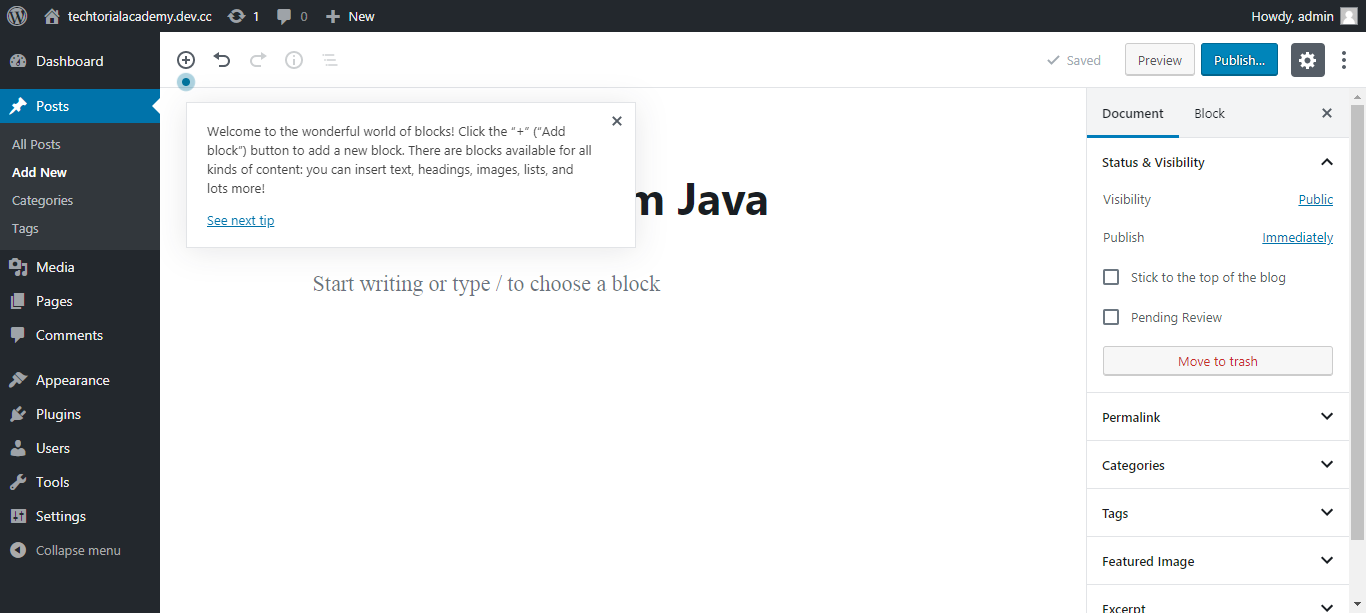 techtorialacademy.dev.cc 1 0 New Howdy, admin
Dashboard
Posts
All Posts
Add New
Categories
Tags
Media
Pages
Comments
Appearance
Plugins
Users
Tools
Settings
Collapse menu
Saved Preview Publish...
Welcome to the wonderful world of blocks! Click the “+” (“Add
block”) button to add a new block. There are blocks available for all
kinds of content: you can insert text, headings, images, lists, and
lots more!
See next tip
m Java
Start writing or type / to choose a block
Document Block
Status & Visibility
Visibility Public
Publish Immediately
Stick to the top of the blog
Pending Review
Move to trash
Permalink
Categories
Tags
Featured Image
Excerpt